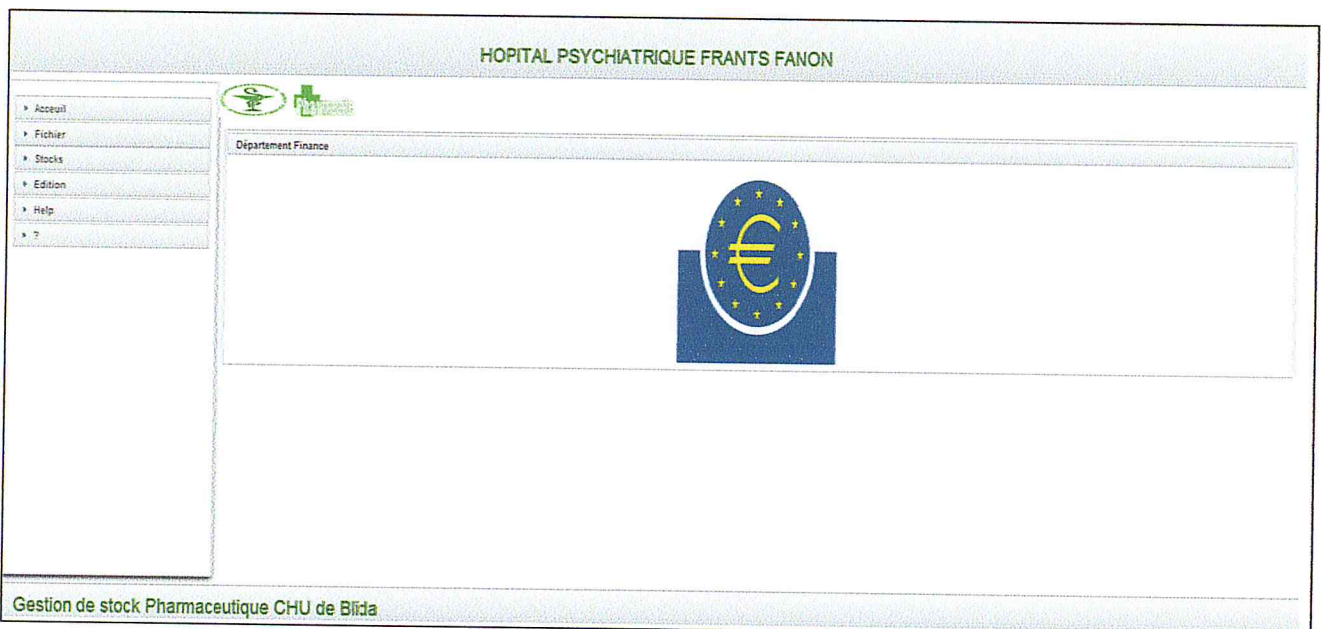 HOPITAL PSYCHIATRIQUE FRANTS FANON
Acceuil
Fichier
Stocks
Edition
Help
?
Département Finance
€
Gestion de stock Pharmaceutique CHU de Blida